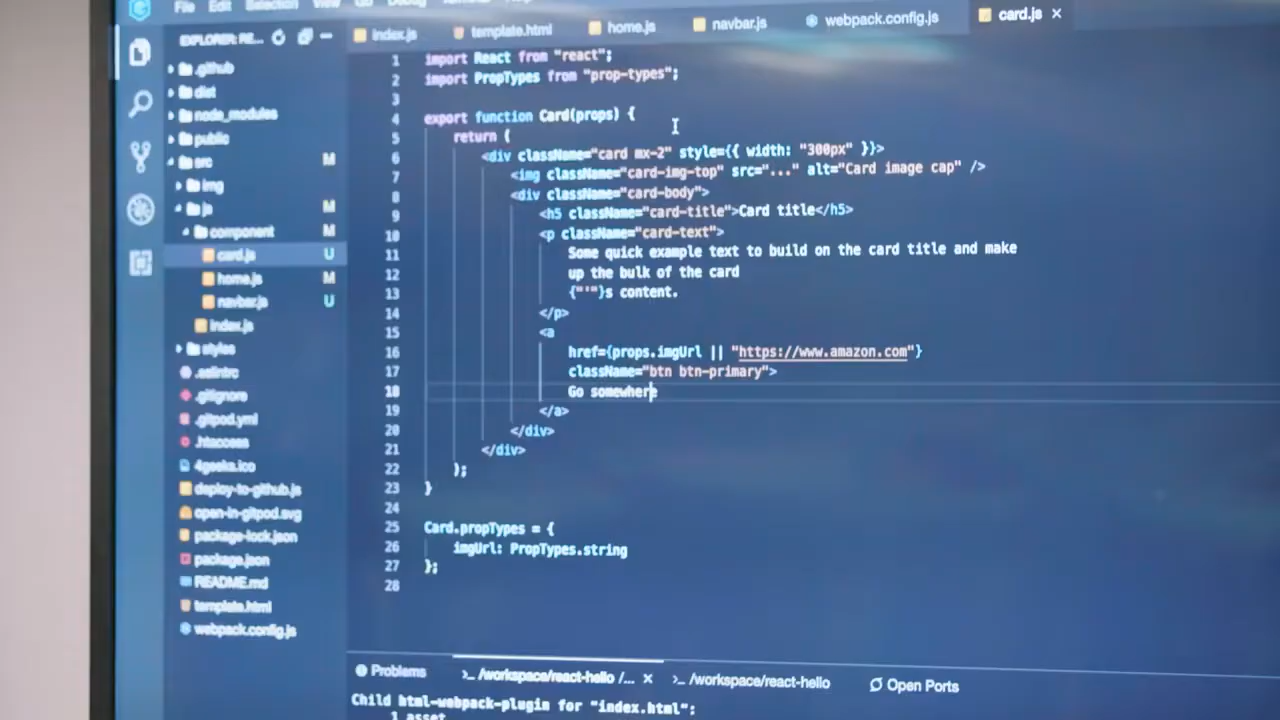 File Edit Selection View Go Debug Terminal Help
EXPLORER: RE...
index.js template.html home.js navbar.js webpack.config.js card.js ×
.github
dist
node_modules
public
src M
img
js M
component M
card.js U
home.js M
navbar.js U
index.js
styles
.eslintrc
.gitignore
.gitpod.yml
.htaccess
4geeks.ico
deploy-to-github.js
open-in-gitpod.svg
package-lock.json
package.json
README.md
template.html
webpack.config.js
1 import React from "react";
2 import PropTypes from "prop-types";
3
4 export function Card(props) {
5 return (
6 <div className="card mx-2" style={{ width: "300px" }}>
7 <img className="card-img-top" src="..." alt="Card image cap" />
8 <div className="card-body">
9 <h5 className="card-title">Card title</h5>
10 <p className="card-text">
11 Some quick example text to build on the card title and make
12 up the bulk of the card
13 {"'"}s content.
14 </p>
15 <a
16 href={props.imgUrl || "https://www.amazon.com"}
17 className="btn btn-primary">
18 Go somewhere
19 </a>
20 </div>
21 </div>
22 );
23 }
24
25 Card.propTypes = {
26 imgUrl: PropTypes.string
27 };
28
Problems >_ /workspace/react-hello /... × >_ /workspace/react-hello Open Ports
Child html-webpack-plugin for "index.html":
1 asset